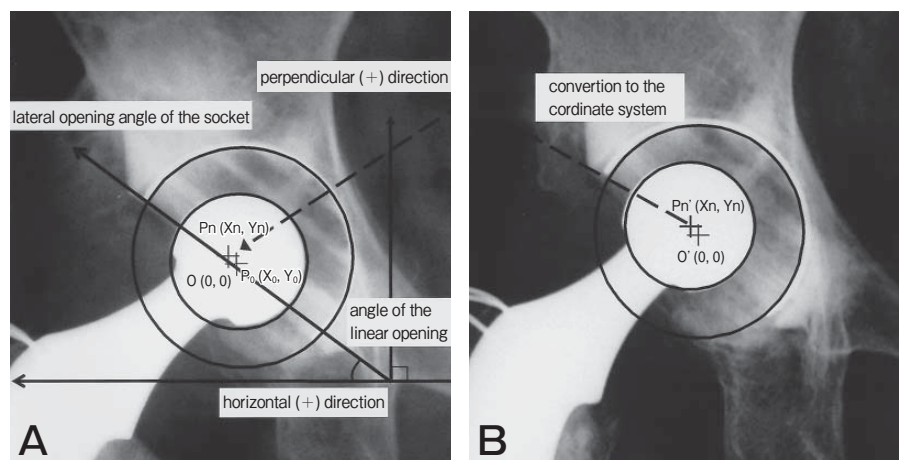 perpendicular (+) direction
lateral opening angle of the socket
Pn (Xn, Yn)
O (0, 0)
P₀ (X₀, Y₀)
angle of the
linear opening
horizontal (+) direction
A
convertion to the
cordinate system
Pn' (Xn, Yn)
O' (0, 0)
B